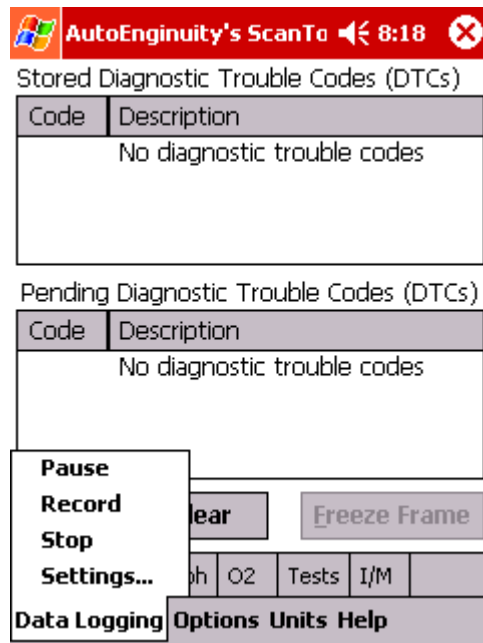 AutoEnginuity's ScanTo 8:18
Stored Diagnostic Trouble Codes (DTCs)
Code Description
No diagnostic trouble codes
Pending Diagnostic Trouble Codes (DTCs)
Code Description
No diagnostic trouble codes
Pause
Record
Stop
Settings...
lear Freeze Frame
ph O2 Tests I/M
Data Logging Options Units Help